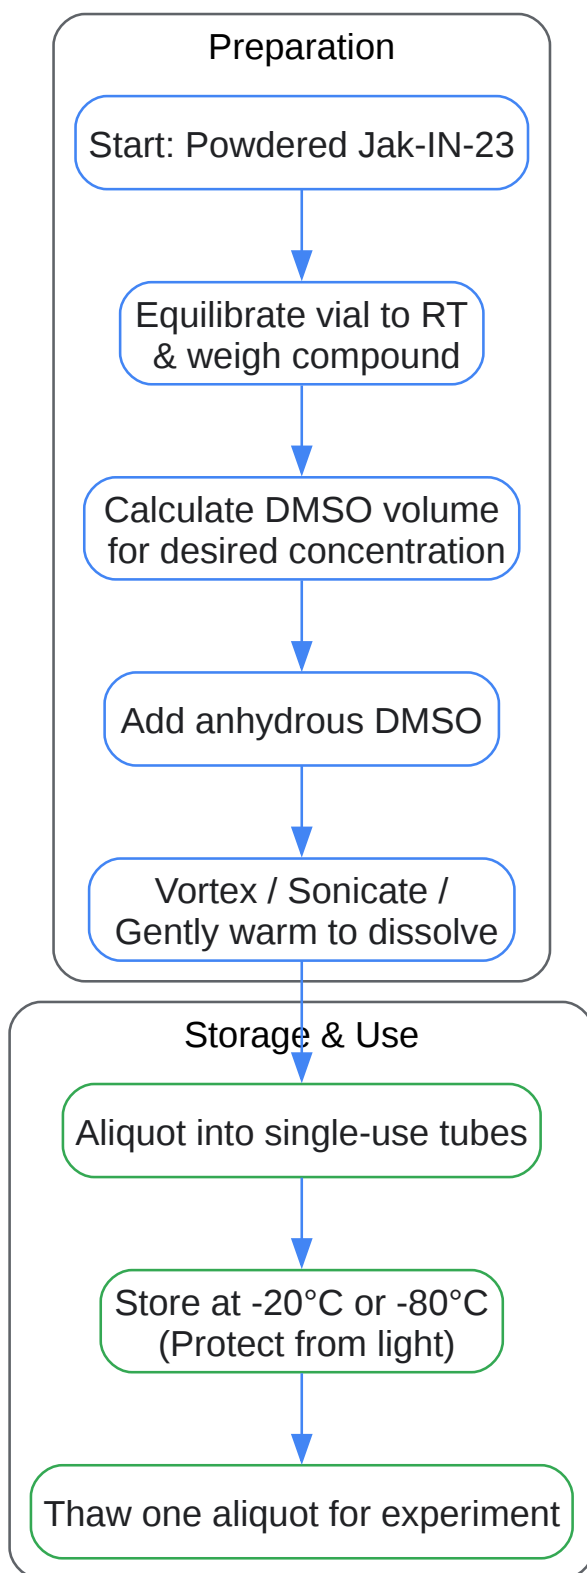 Preparation
Start: Powdered Jak-IN-23
Equilibrate vial to RT
& weigh compound
Calculate DMSO volume
for desired concentration
Add anhydrous DMSO
Vortex / Sonicate /
Gently warm to dissolve
Storage & Use
Aliquot into single-use tubes
Store at -20°C or -80°C
(Protect from light)
Thaw one aliquot for experiment